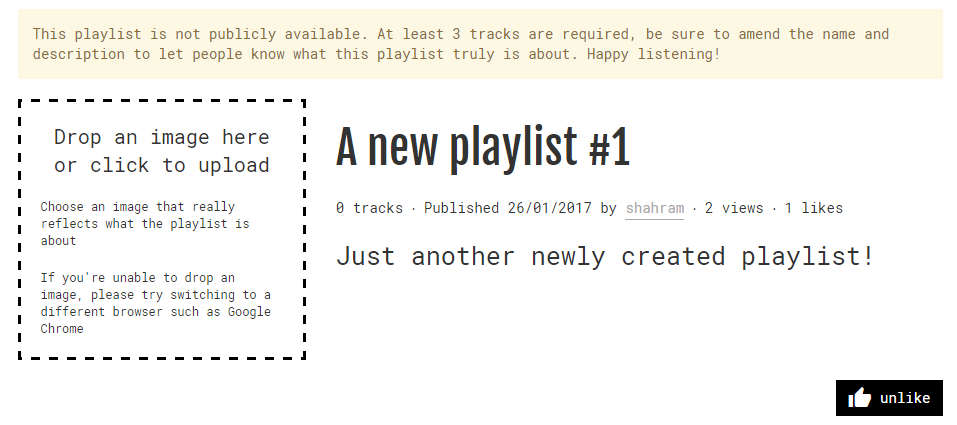 This playlist is not publicly available. At least 3 tracks are required, be sure to amend the name and
description to let people know what this playlist truly is about. Happy listening!
Drop an image here
or click to upload
Choose an image that really
reflects what the playlist is
about
If you're unable to drop an
image, please try switching to a
different browser such as Google
Chrome
A new playlist #1
0 tracks · Published 26/01/2017 by shahram · 2 views · 1 likes
Just another newly created playlist!
unlike